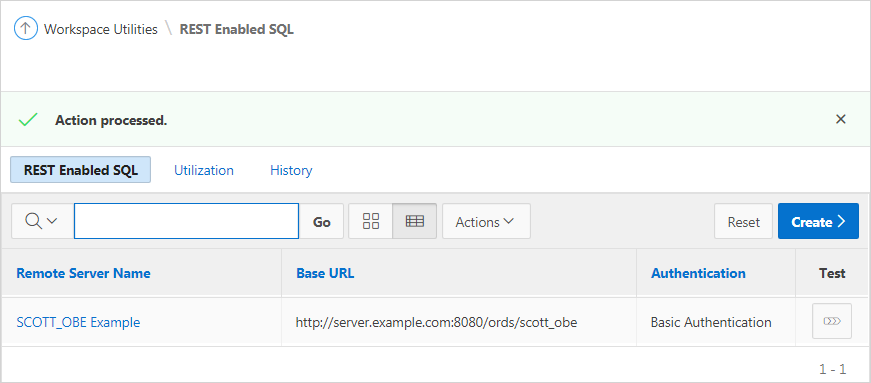 Workspace Utilities \ REST Enabled SQL
Action processed.
REST Enabled SQL Utilization History
Go Actions Reset Create
Remote Server Name Base URL Authentication Test
SCOTT_OBE Example http://server.example.com:8080/ords/scott_obe Basic Authentication
1 - 1